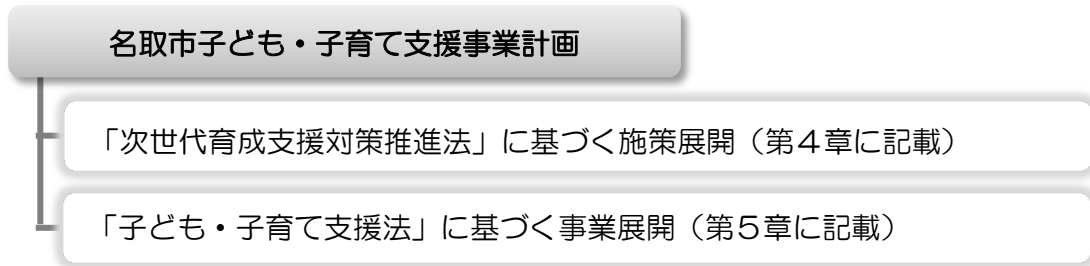 名取市子ども・子育て支援事業計画
「次世代育成支援対策推進法」に基づく施策展開（第４章に記載）
「子ども・子育て支援法」に基づく事業展開（第５章に記載）